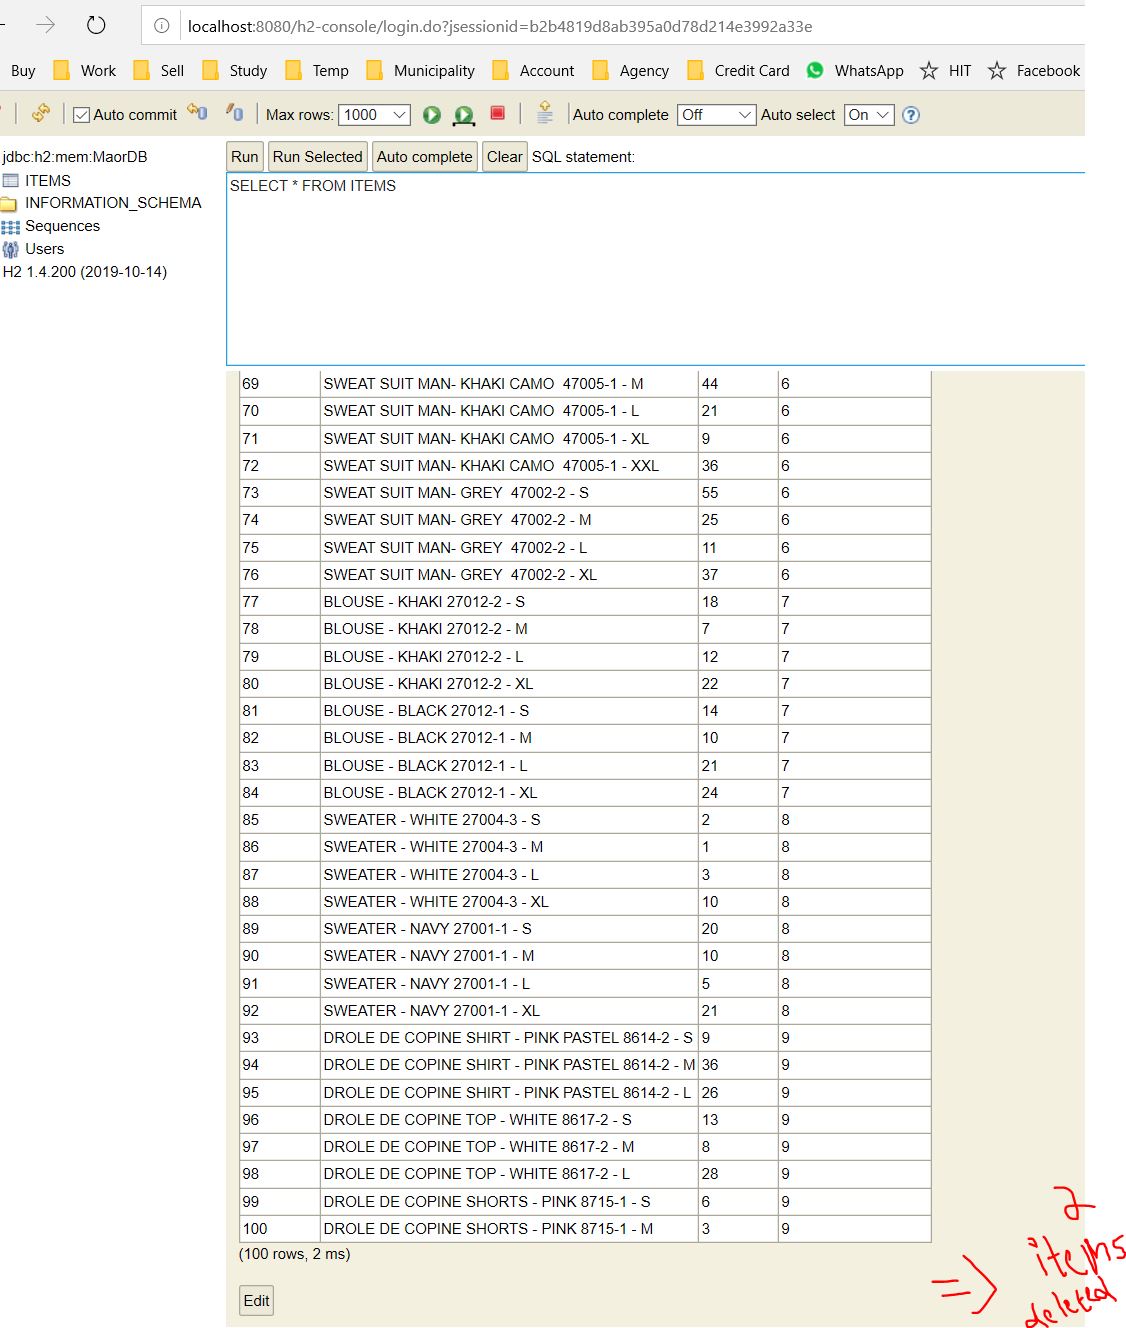 localhost:8080/h2-console/login.do?jsessionid=b2b4819d8ab395a0d78d214e3992a33e
Buy Work Sell Study Temp Municipality Account Agency Credit Card WhatsApp HIT Facebook
Auto commit Max rows: 1000 Auto complete Off Auto select On ?
jdbc:h2:mem:MaorDB
ITEMS
INFORMATION_SCHEMA
Sequences
Users
H2 1.4.200 (2019-10-14)
Run Run Selected Auto complete Clear SQL statement:
SELECT * FROM ITEMS
69 SWEAT SUIT MAN- KHAKI CAMO  47005-1 - M 44 6
70 SWEAT SUIT MAN- KHAKI CAMO  47005-1 - L 21 6
71 SWEAT SUIT MAN- KHAKI CAMO  47005-1 - XL 9 6
72 SWEAT SUIT MAN- KHAKI CAMO  47005-1 - XXL 36 6
73 SWEAT SUIT MAN- GREY  47002-2 - S 55 6
74 SWEAT SUIT MAN- GREY  47002-2 - M 25 6
75 SWEAT SUIT MAN- GREY  47002-2 - L 11 6
76 SWEAT SUIT MAN- GREY  47002-2 - XL 37 6
77 BLOUSE - KHAKI 27012-2 - S 18 7
78 BLOUSE - KHAKI 27012-2 - M 7 7
79 BLOUSE - KHAKI 27012-2 - L 12 7
80 BLOUSE - KHAKI 27012-2 - XL 22 7
81 BLOUSE - BLACK 27012-1 - S 14 7
82 BLOUSE - BLACK 27012-1 - M 10 7
83 BLOUSE - BLACK 27012-1 - L 21 7
84 BLOUSE - BLACK 27012-1 - XL 24 7
85 SWEATER - WHITE 27004-3 - S 2 8
86 SWEATER - WHITE 27004-3 - M 1 8
87 SWEATER - WHITE 27004-3 - L 3 8
88 SWEATER - WHITE 27004-3 - XL 10 8
89 SWEATER - NAVY 27001-1 - S 20 8
90 SWEATER - NAVY 27001-1 - M 10 8
91 SWEATER - NAVY 27001-1 - L 5 8
92 SWEATER - NAVY 27001-1 - XL 21 8
93 DROLE DE COPINE SHIRT - PINK PASTEL 8614-2 - S 9 9
94 DROLE DE COPINE SHIRT - PINK PASTEL 8614-2 - M 36 9
95 DROLE DE COPINE SHIRT - PINK PASTEL 8614-2 - L 26 9
96 DROLE DE COPINE TOP - WHITE 8617-2 - S 13 9
97 DROLE DE COPINE TOP - WHITE 8617-2 - M 8 9
98 DROLE DE COPINE TOP - WHITE 8617-2 - L 28 9
99 DROLE DE COPINE SHORTS - PINK 8715-1 - S 6 9
100 DROLE DE COPINE SHORTS - PINK 8715-1 - M 3 9
(100 rows, 2 ms)
Edit
=> 2
items
deleted